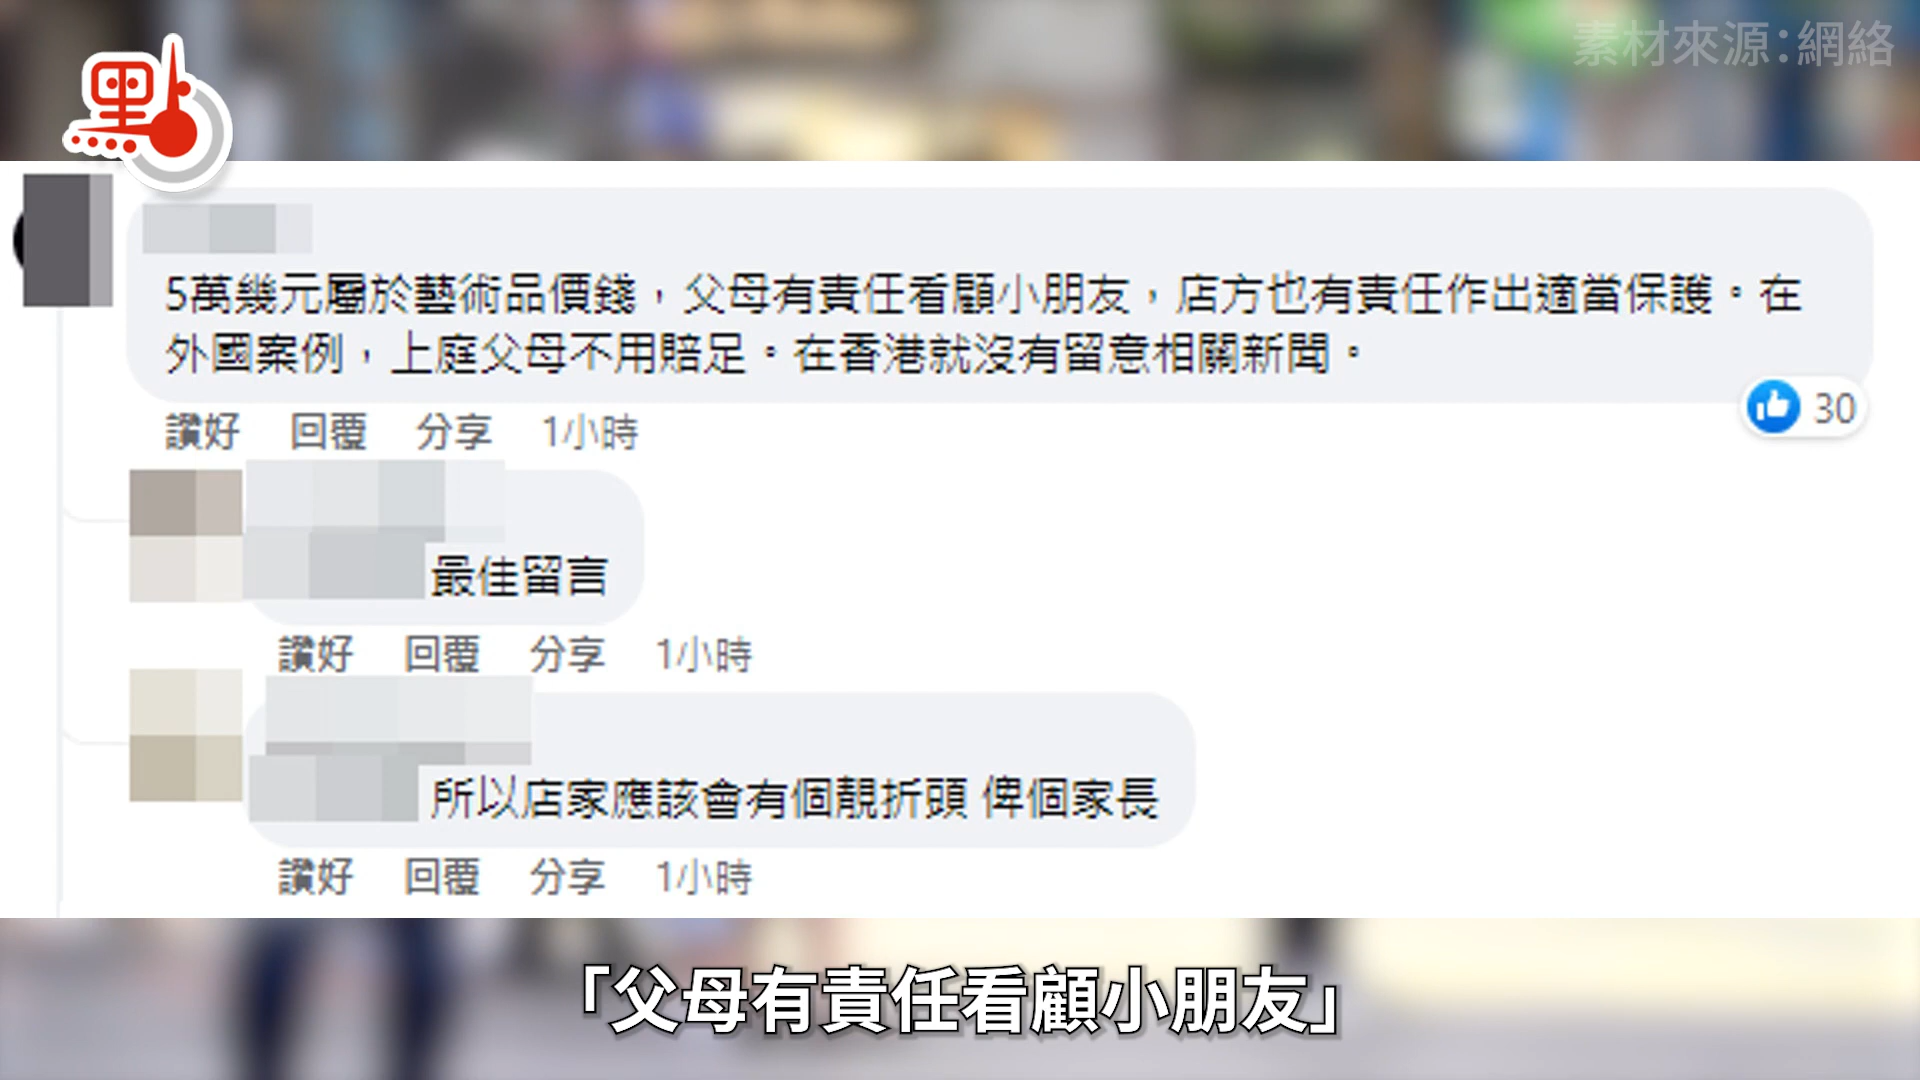 素材來源:網絡
點
5萬幾元屬於藝術品價錢，父母有責任看顧小朋友，店方也有責任作出適當保護。在
外國案例，上庭父母不用賠足。在香港就沒有留意相關新聞。
30
讚好 回覆 分享 1小時
最佳留言
讚好 回覆 分享 1小時
所以店家應該會有個靚折頭 俾個家長
讚好 回覆 分享 1小時
「父母有責任看顧小朋友」